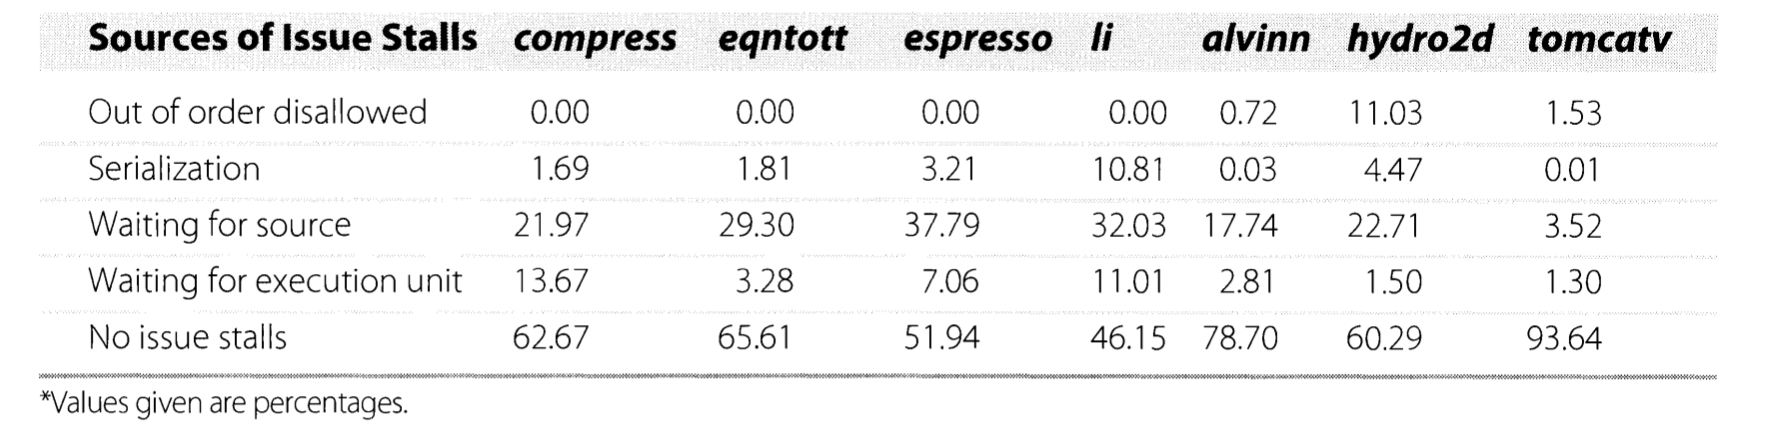 Sources of Issue Stalls compress eqntott espresso li alvinn hydro2d tomcatv
Out of order disallowed 0.00 0.00 0.00 0.00 0.72 11.03 1.53
Serialization 1.69 1.81 3.21 10.81 0.03 4.47 0.01
Waiting for source 21.97 29.30 37.79 32.03 17.74 22.71 3.52
Waiting for execution unit 13.67 3.28 7.06 11.01 2.81 1.50 1.30
No issue stalls 62.67 65.61 51.94 46.15 78.70 60.29 93.64
*Values given are percentages.